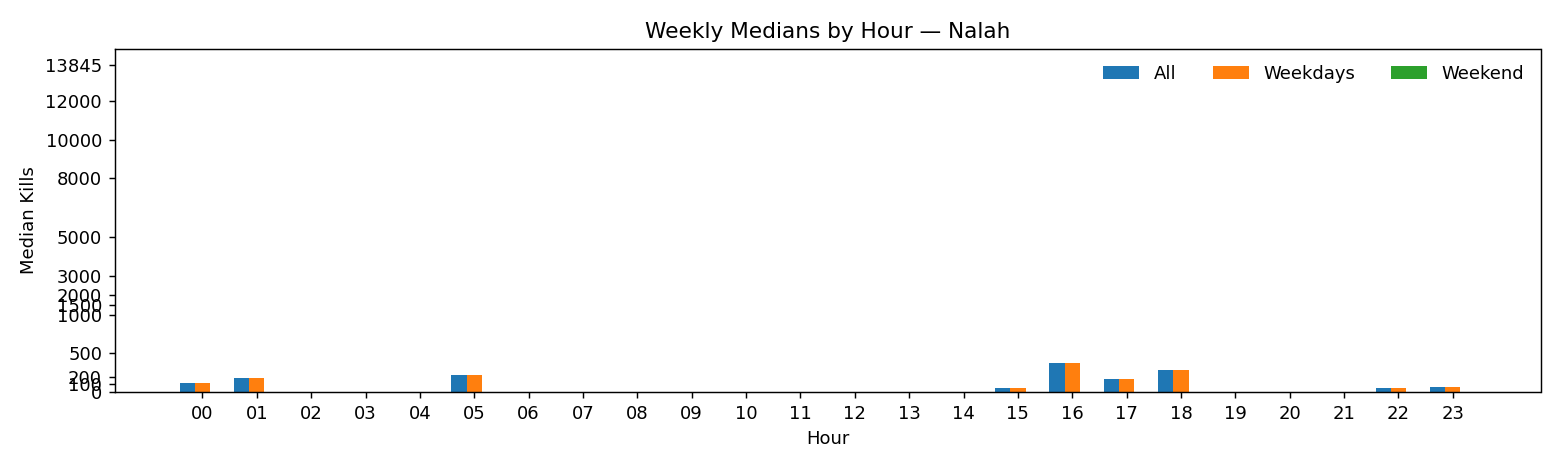 Weekly Medians by Hour — Nalah
All
Weekdays
Weekend
Median Kills
13845
12000
10000
8000
5000
3000
2000
1500
1000
500
200
100
0
00 01 02 03 04 05 06 07 08 09 10 11 12 13 14 15 16 17 18 19 20 21 22 23
Hour